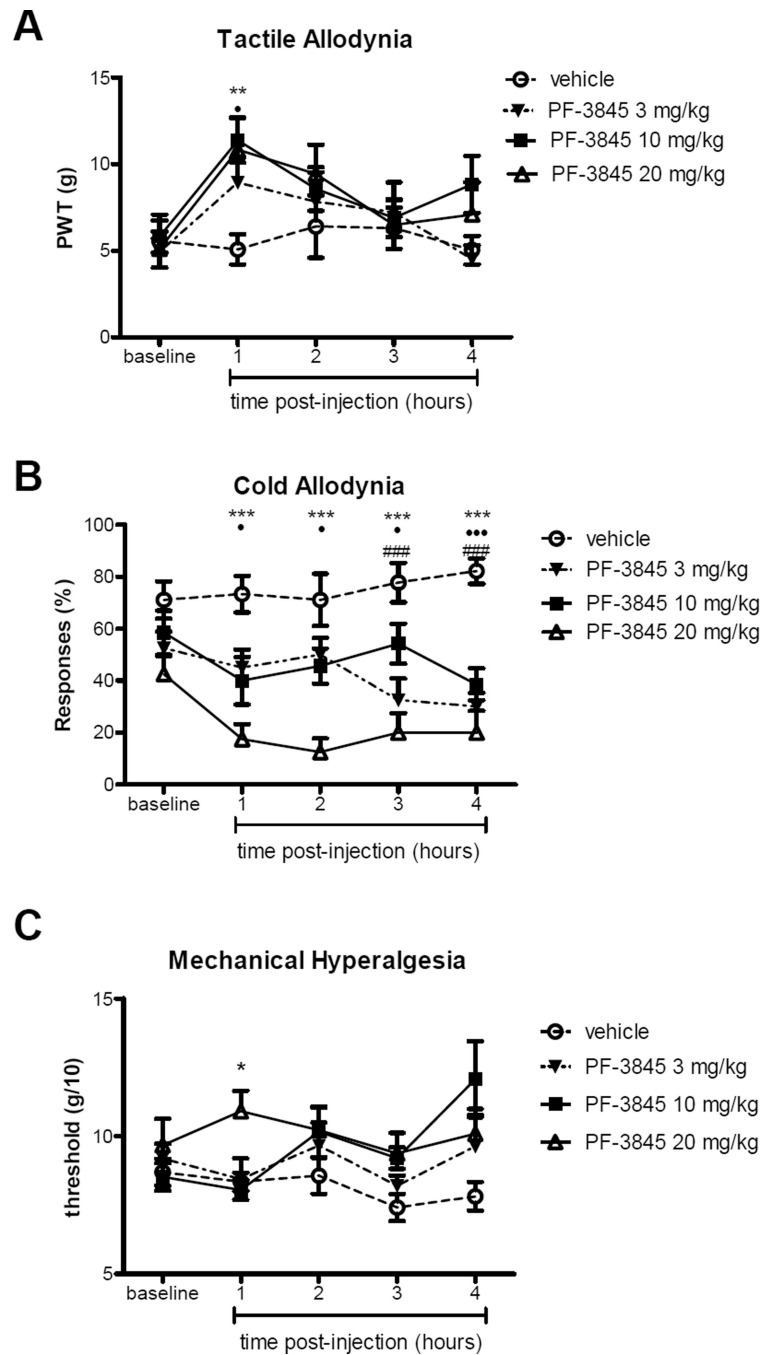 A
Tactile Allodynia
15
10
5
0
PWT (g)
**
•
baseline
1
2
3
4
time post-injection (hours)
vehicle
PF-3845 3 mg/kg
PF-3845 10 mg/kg
PF-3845 20 mg/kg
B
Cold Allodynia
100
80
60
40
20
0
Responses (%)
*** *** *** ***
• • • •••
### ###
baseline
1
2
3
4
time post-injection (hours)
vehicle
PF-3845 3 mg/kg
PF-3845 10 mg/kg
PF-3845 20 mg/kg
C
Mechanical Hyperalgesia
15
10
5
threshold (g/10)
*
baseline
1
2
3
4
time post-injection (hours)
vehicle
PF-3845 3 mg/kg
PF-3845 10 mg/kg
PF-3845 20 mg/kg